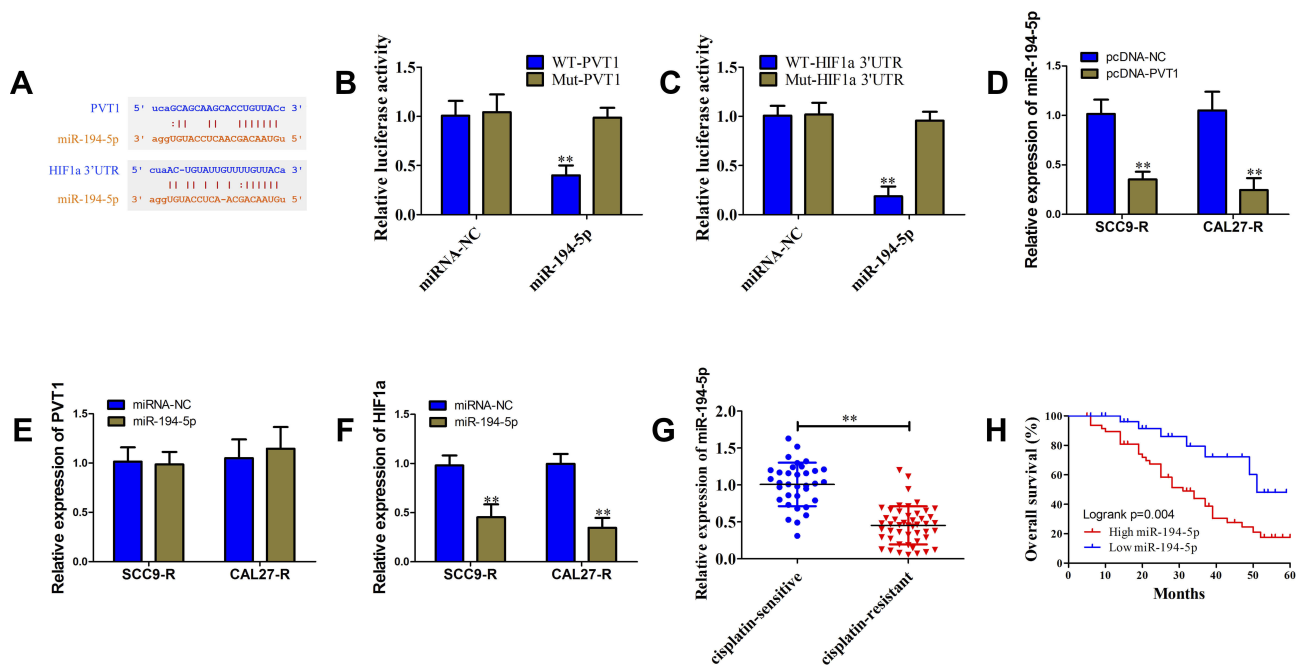 A
PVT1 5' ucaGCAGCAAGCACCUGUUACc 3'
miR-194-5p 3' aggUGUACCUCAACGACAAUGu 5'
HIF1a 3'UTR 5' cuaAC-UGUAUUGUUUUGUUACa 3'
miR-194-5p 3' aggUGUACCUCA-ACGACAAUGu 5'
B
Relative luciferase activity
WT-PVT1
Mut-PVT1
1.5
1.0
0.5
0.0
**
miRNA-NC
miR-194-5p
C
Relative luciferase activity
WT-HIF1a 3'UTR
Mut-HIF1a 3'UTR
1.5
1.0
0.5
0.0
**
miRNA-NC
miR-194-5p
D
Relative expression of miR-194-5p
pcDNA-NC
pcDNA-PVT1
1.5
1.0
0.5
0.0
**
**
SCC9-R
CAL27-R
E
Relative expression of PVT1
miRNA-NC
miR-194-5p
1.5
1.0
0.5
0.0
SCC9-R
CAL27-R
F
Relative expression of HIF1a
miRNA-NC
miR-194-5p
1.5
1.0
0.5
0.0
**
**
SCC9-R
CAL27-R
G
Relative expression of miR-194-5p
2.0
1.5
1.0
0.5
0.0
**
cisplatin-sensitive
cisplatin-resistant
H
Overall survival (%)
100
80
60
40
20
Logrank p=0.004
High miR-194-5p
Low miR-194-5p
0 10 20 30 40 50 60
Months